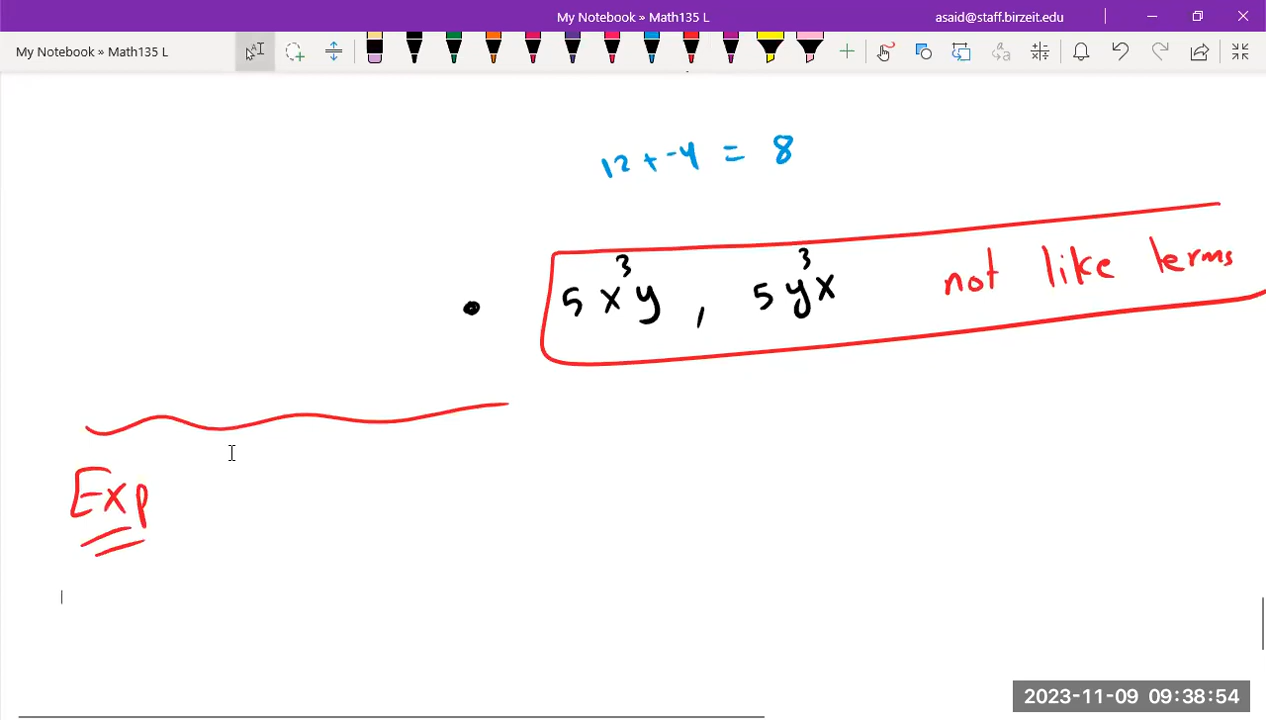 My Notebook » Math135 L
asaid@staff.birzeit.edu
My Notebook » Math135 L
12 + -4 = 8
• 5x³y , 5y³x not like terms
Exp
2023-11-09 09:38:54